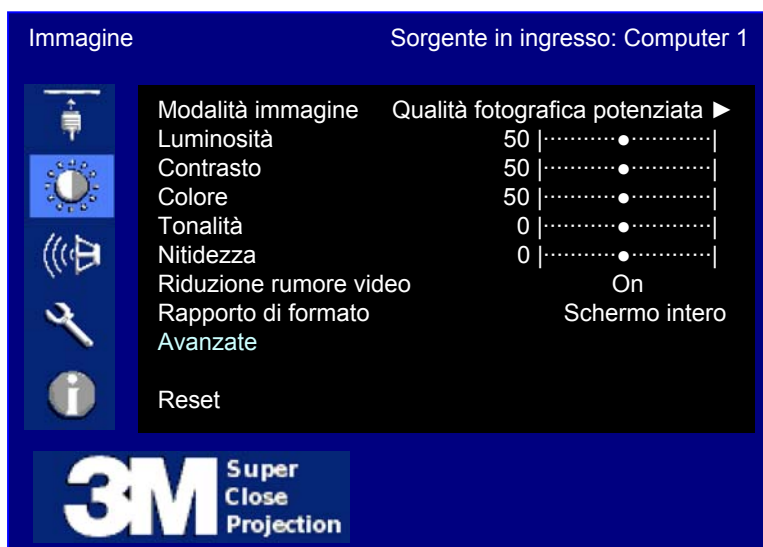 Immagine Sorgente in ingresso: Computer 1
Modalità immagine Qualità fotografica potenziata ►
Luminosità 50 |···········●············|
Contrasto 50 |···········●············|
Colore 50 |···········●············|
Tonalità 0 |···········●············|
Nitidezza 0 |···········●············|
Riduzione rumore video On
Rapporto di formato Schermo intero
Avanzate
Reset
3M Super
Close
Projection